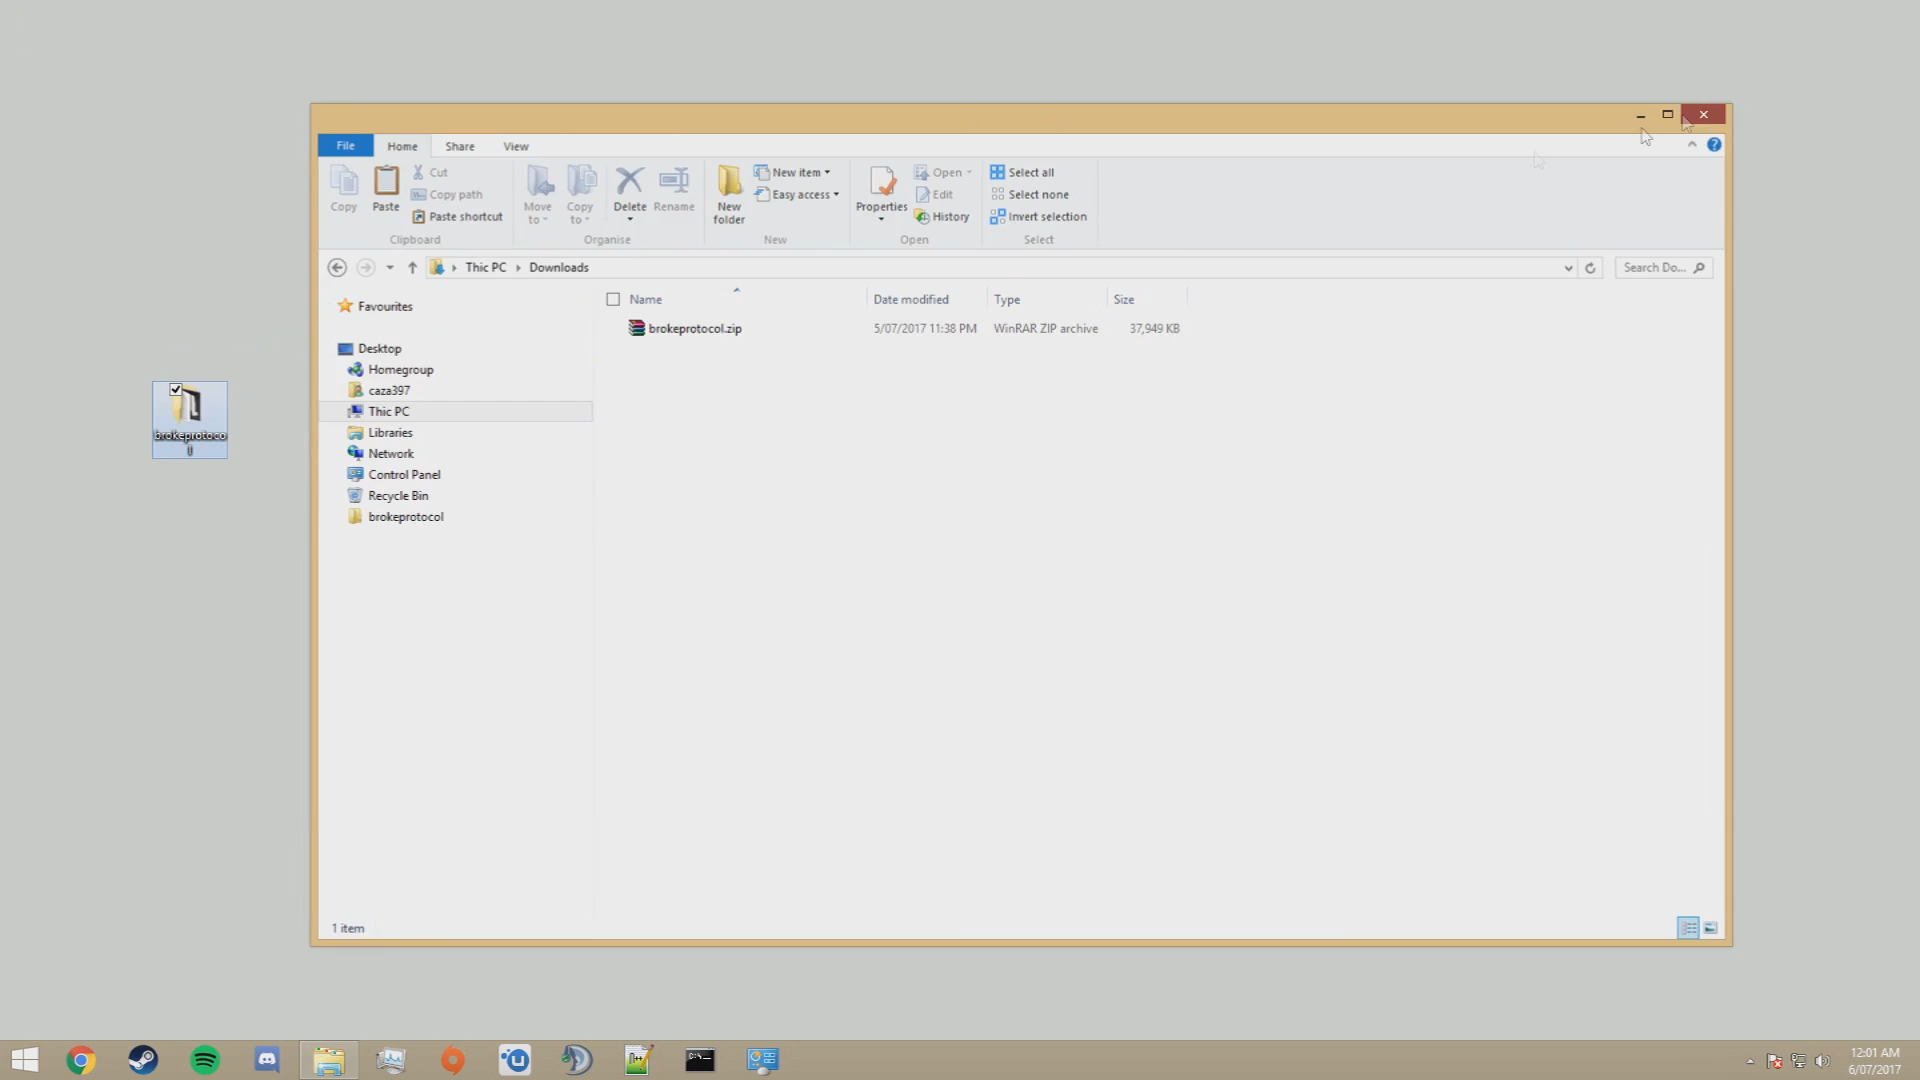 File
Home
Share
View
Copy
Paste
Cut
Copy path
Paste shortcut
Clipboard
Move to
Copy to
Delete
Rename
Organise
New folder
New item
Easy access
New
Properties
Open
Edit
History
Open
Select all
Select none
Invert selection
Select
Thic PC
Downloads
Search Do...
Favourites
Desktop
Homegroup
caza397
Thic PC
Libraries
Network
Control Panel
Recycle Bin
brokeprotocol
Name
Date modified
Type
Size
brokeprotocol.zip
5/07/2017 11:38 PM
WinRAR ZIP archive
37,949 KB
brokeprotoco
l
1 item
12:01 AM
6/07/2017